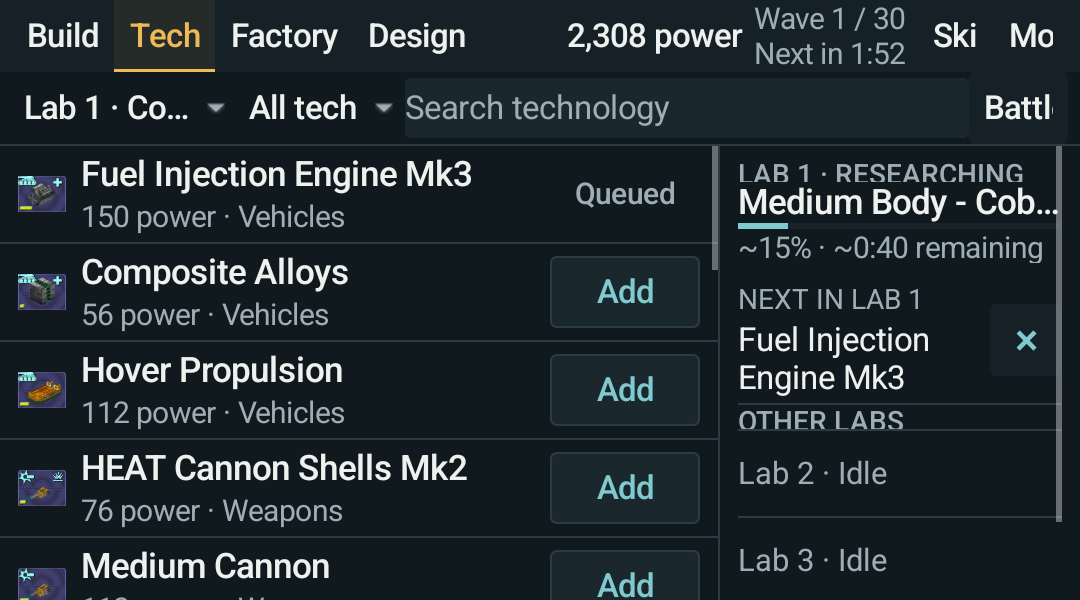 Build Tech Factory Design 2,308 power Wave 1 / 30 Ski Mo
Next in 1:52
Lab 1 · Co... All tech Search technology Battl
Fuel Injection Engine Mk3
150 power · Vehicles
Queued
Composite Alloys
56 power · Vehicles
Add
Hover Propulsion
112 power · Vehicles
Add
HEAT Cannon Shells Mk2
76 power · Weapons
Add
Medium Cannon
Add
LAB 1 · RESEARCHING
Medium Body - Cob...
~15% · ~0:40 remaining
NEXT IN LAB 1
Fuel Injection
Engine Mk3
×
OTHER LABS
Lab 2 · Idle
Lab 3 · Idle